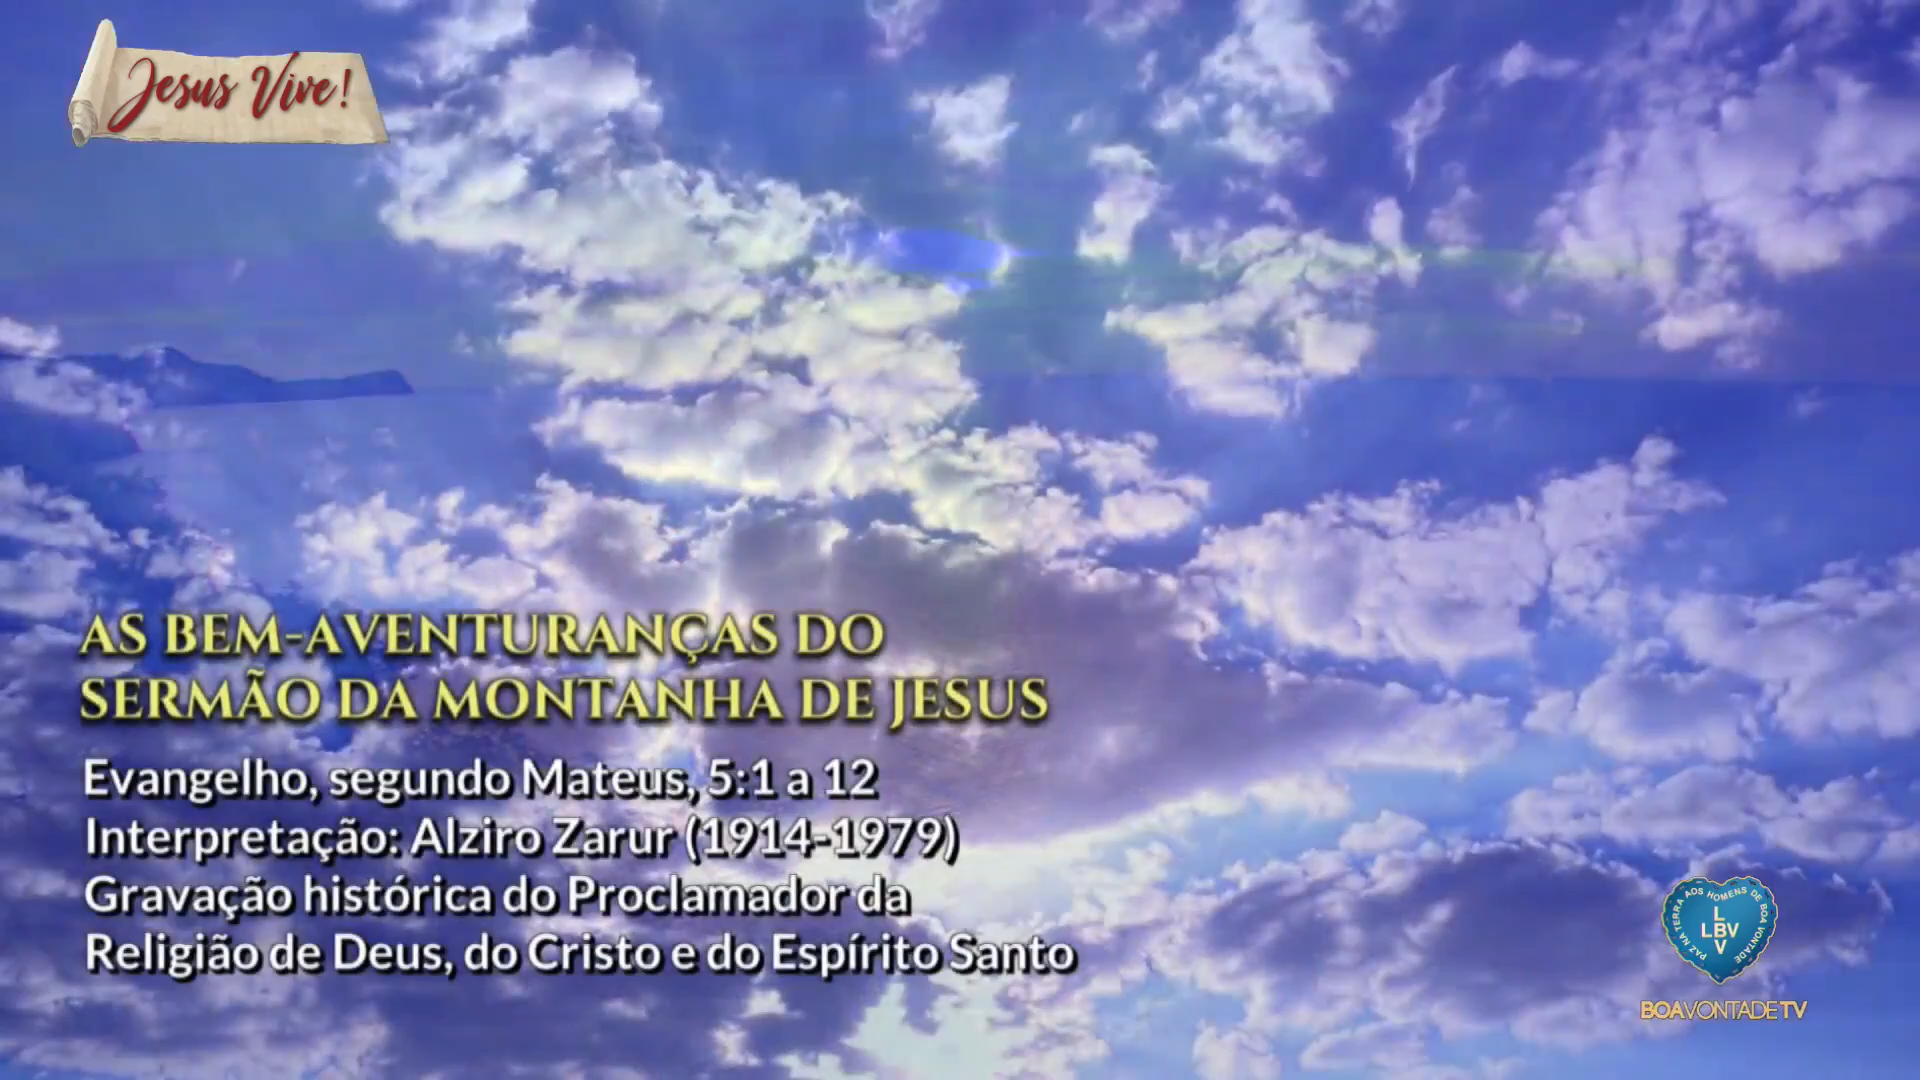 Jesus Vive!
AS BEM-AVENTURANÇAS DO
SERMÃO DA MONTANHA DE JESUS
Evangelho, segundo Mateus, 5:1 a 12
Interpretação: Alziro Zarur (1914-1979)
Gravação histórica do Proclamador da
Religião de Deus, do Cristo e do Espírito Santo
PAZ NA TERRA AOS HOMENS DE BOA VONTADE
L
LBV
V
BOAVONTADETV